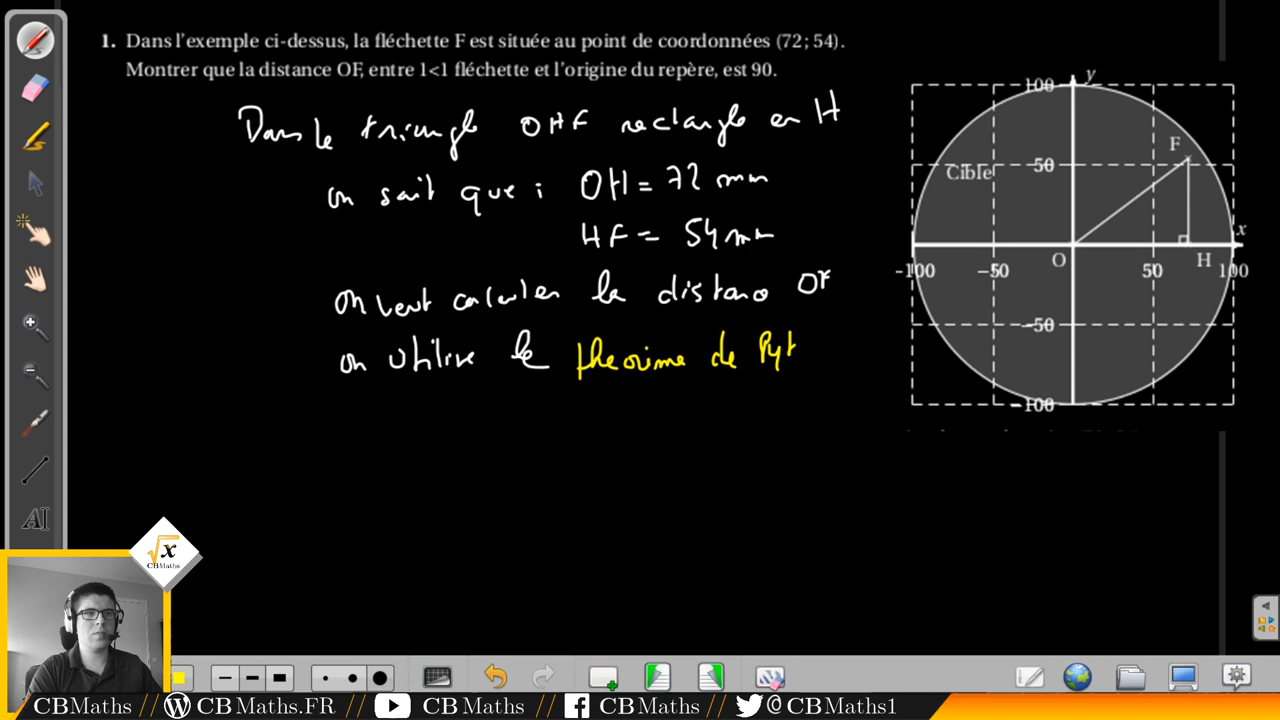 1. Dans l'exemple ci-dessus, la fléchette F est située au point de coordonnées (72; 54).
Montrer que la distance OF, entre 1<1 fléchette et l'origine du repère, est 90.
Dans le triangle OHF rectangle en H
on sait que : OH = 72 mm
HF = 54 mm
on veut calculer la distance OF
on utilise le theorime de Pyt
y
100
F
Cible
50
x
-100
-50
O
50
H
100
-50
-100
AI
√x
CBMaths
CBMaths // CBMaths.FR // CB Maths // CBMaths // @CBMaths1